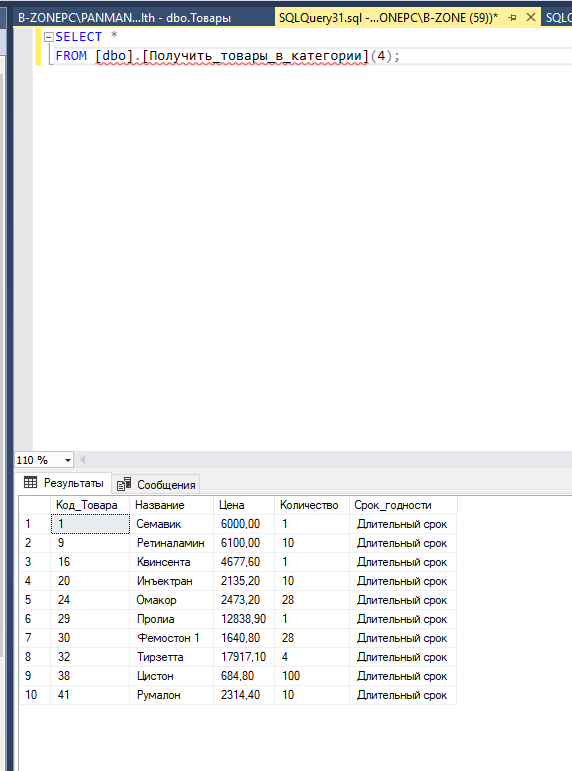 B-ZONEPC\PANMAN...lth - dbo.Товары SQLQuery31.sql -...ONEPC\B-ZONE (59))* SQLQ
SELECT *
FROM [dbo].[Получить_товары_в_категории](4);
110 %
Результаты Сообщения
Код_Товара Название Цена Количество Срок_годности
1 1 Семавик 6000,00 1 Длительный срок
2 9 Ретиналамин 6100,00 10 Длительный срок
3 16 Квинсента 4677,60 1 Длительный срок
4 20 Инъектран 2135,20 10 Длительный срок
5 24 Омакор 2473,20 28 Длительный срок
6 29 Пролиа 12838,90 1 Длительный срок
7 30 Фемостон 1 1640,80 28 Длительный срок
8 32 Тирзетта 17917,10 4 Длительный срок
9 38 Цистон 684,80 100 Длительный срок
10 41 Румалон 2314,40 10 Длительный срок